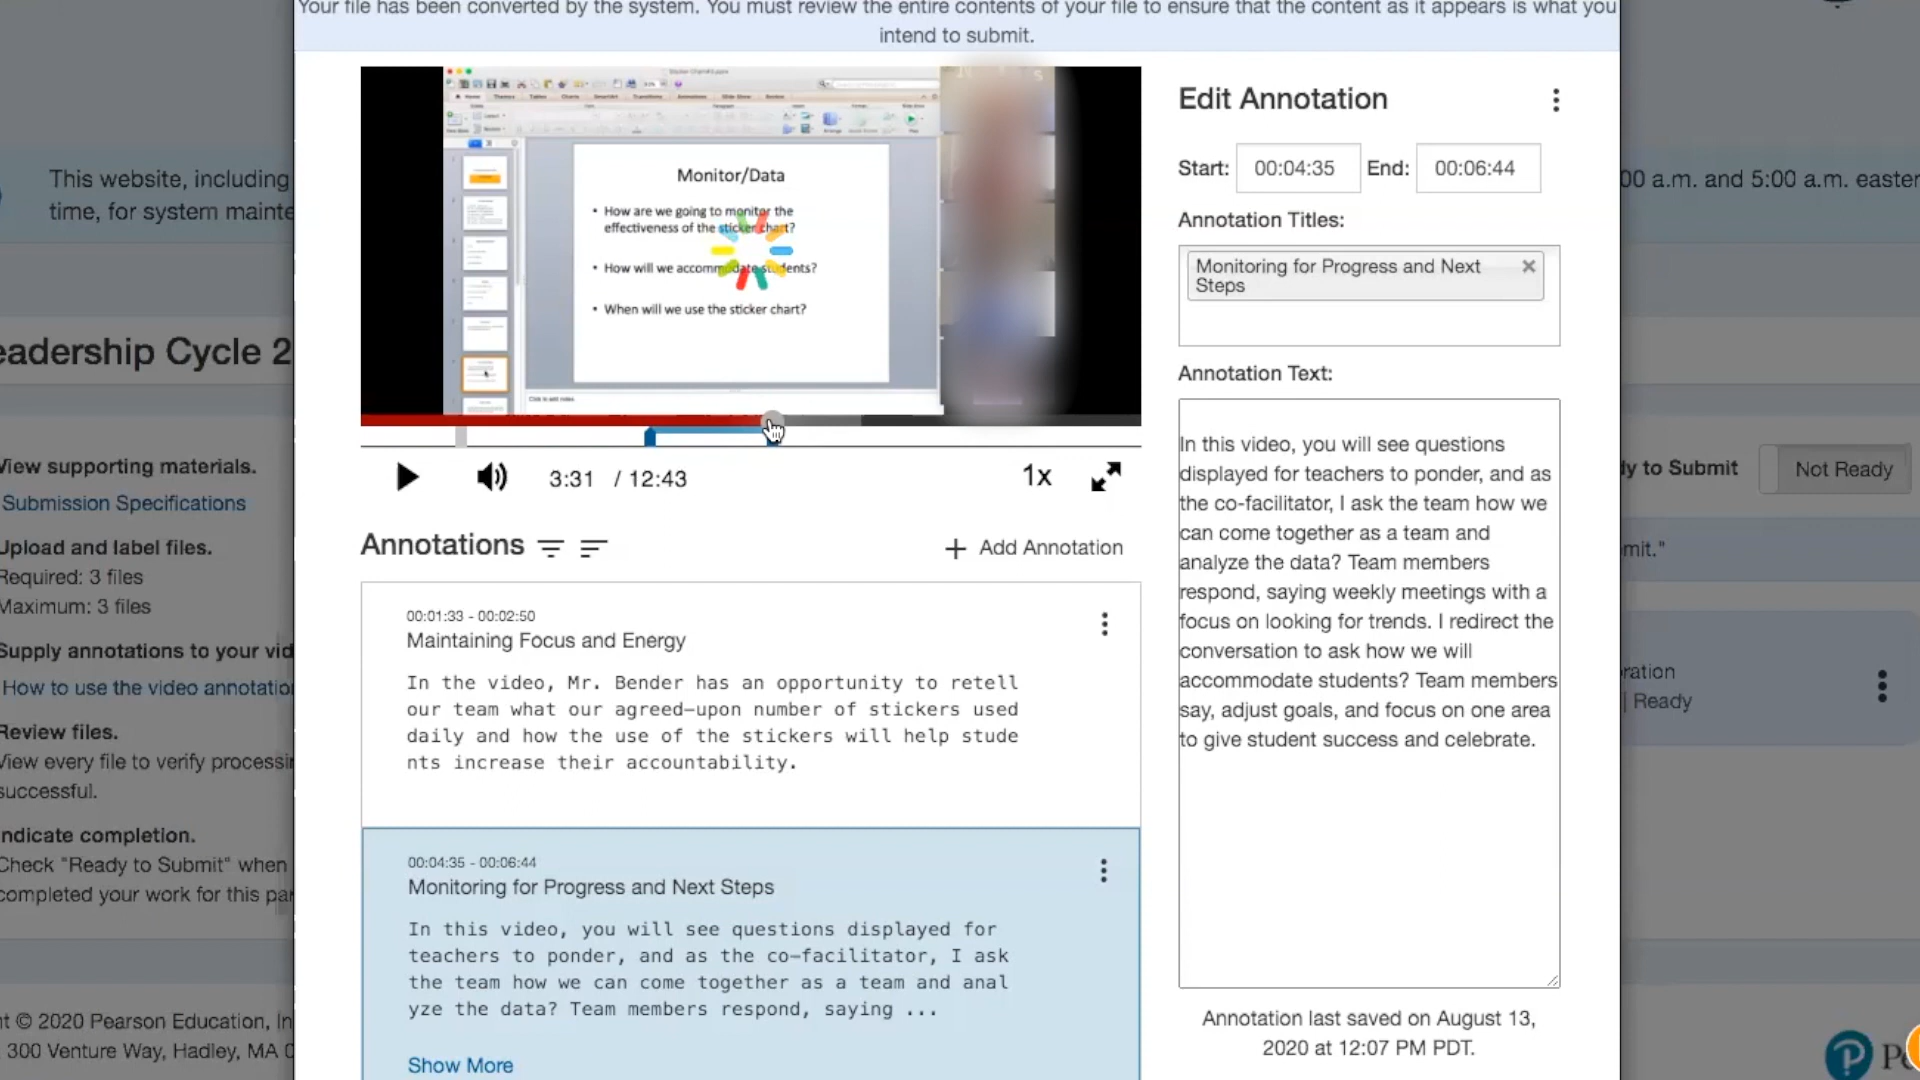 Your file has been converted by the system. You must review the entire contents of your file to ensure that the content as it appears is what you
intend to submit.
This website, including
time, for system mainte
00 a.m. and 5:00 a.m. easter
eadership Cycle 2
View supporting materials.
Submission Specifications
Upload and label files.
Required: 3 files
Maximum: 3 files
Supply annotations to your vid
How to use the video annotation
Review files.
View every file to verify processin
successful.
Indicate completion.
Check "Ready to Submit" when
completed your work for this par
nt © 2020 Pearson Education, In
300 Venture Way, Hadley, MA 0
Monitor/Data
• How are we going to monitor the
effectiveness of the sticker chart?
• How will we accommodate students?
• When will we use the sticker chart?
3:31 / 12:43
1x
Annotations
Add Annotation
00:01:33 - 00:02:50
Maintaining Focus and Energy
In the video, Mr. Bender has an opportunity to retell
our team what our agreed-upon number of stickers used
daily and how the use of the stickers will help stude
nts increase their accountability.
00:04:35 - 00:06:44
Monitoring for Progress and Next Steps
In this video, you will see questions displayed for
teachers to ponder, and as the co-facilitator, I ask
the team how we can come together as a team and anal
yze the data? Team members respond, saying ...
Show More
Edit Annotation
Start: 00:04:35 End: 00:06:44
Annotation Titles:
Monitoring for Progress and Next
Steps
Annotation Text:
In this video, you will see questions
displayed for teachers to ponder, and as
the co-facilitator, I ask the team how we
can come together as a team and
analyze the data? Team members
respond, saying weekly meetings with a
focus on looking for trends. I redirect the
conversation to ask how we will
accommodate students? Team members
say, adjust goals, and focus on one area
to give student success and celebrate.
Annotation last saved on August 13,
2020 at 12:07 PM PDT.
dy to Submit
Not Ready
mit."
ration
| Ready